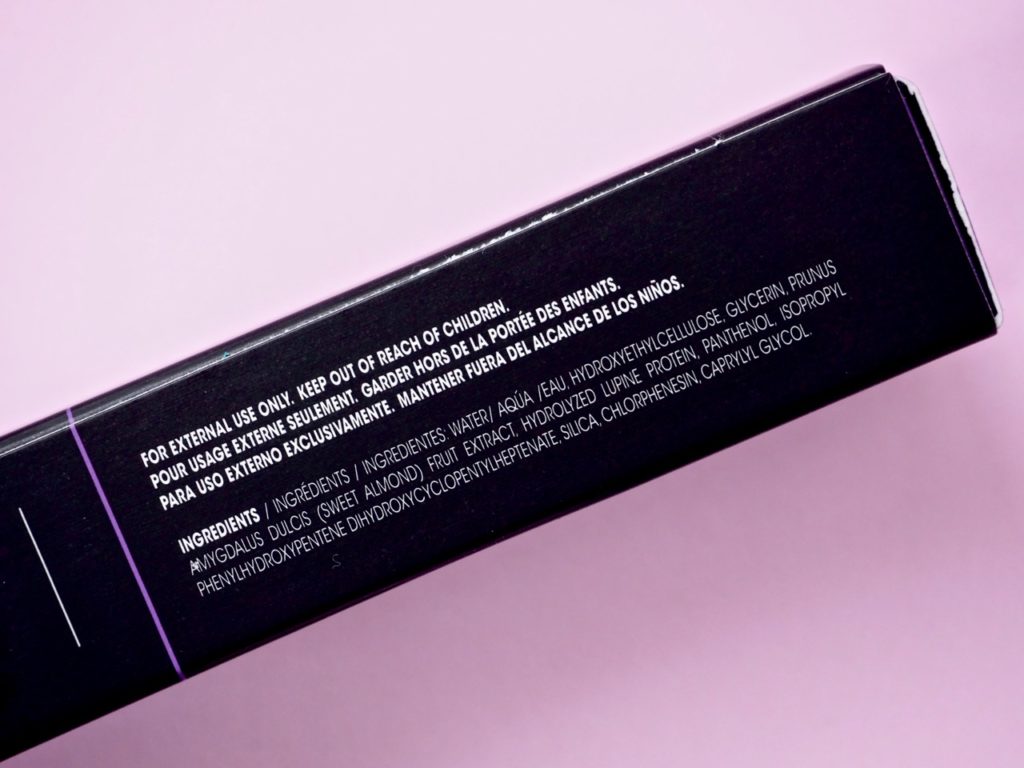 FOR EXTERNAL USE ONLY. KEEP OUT OF REACH OF CHILDREN.
POUR USAGE EXTERNE SEULEMENT. GARDER HORS DE LA PORTÉE DES ENFANTS.
PARA USO EXTERNO EXCLUSIVAMENTE. MANTENER FUERA DEL ALCANCE DE LOS NIÑOS.
INGREDIENTS / INGRÉDIENTS / INGREDIENTES: WATER/ AQÚA /EAU, HYDROXYETHYLCELLULOSE, GLYCERIN, PRUNUS
AMYGDALUS DULCIS (SWEET ALMOND) FRUIT EXTRACT, HYDROLYZED LUPINE PROTEIN, PANTHENOL, ISOPROPYL
PHENYLHYDROXYPENTENE DIHYDROXYCYCLOPENTYLHEPTENATE, SILICA, CHLORPHENESIN, CAPRYLYL GLYCOL.